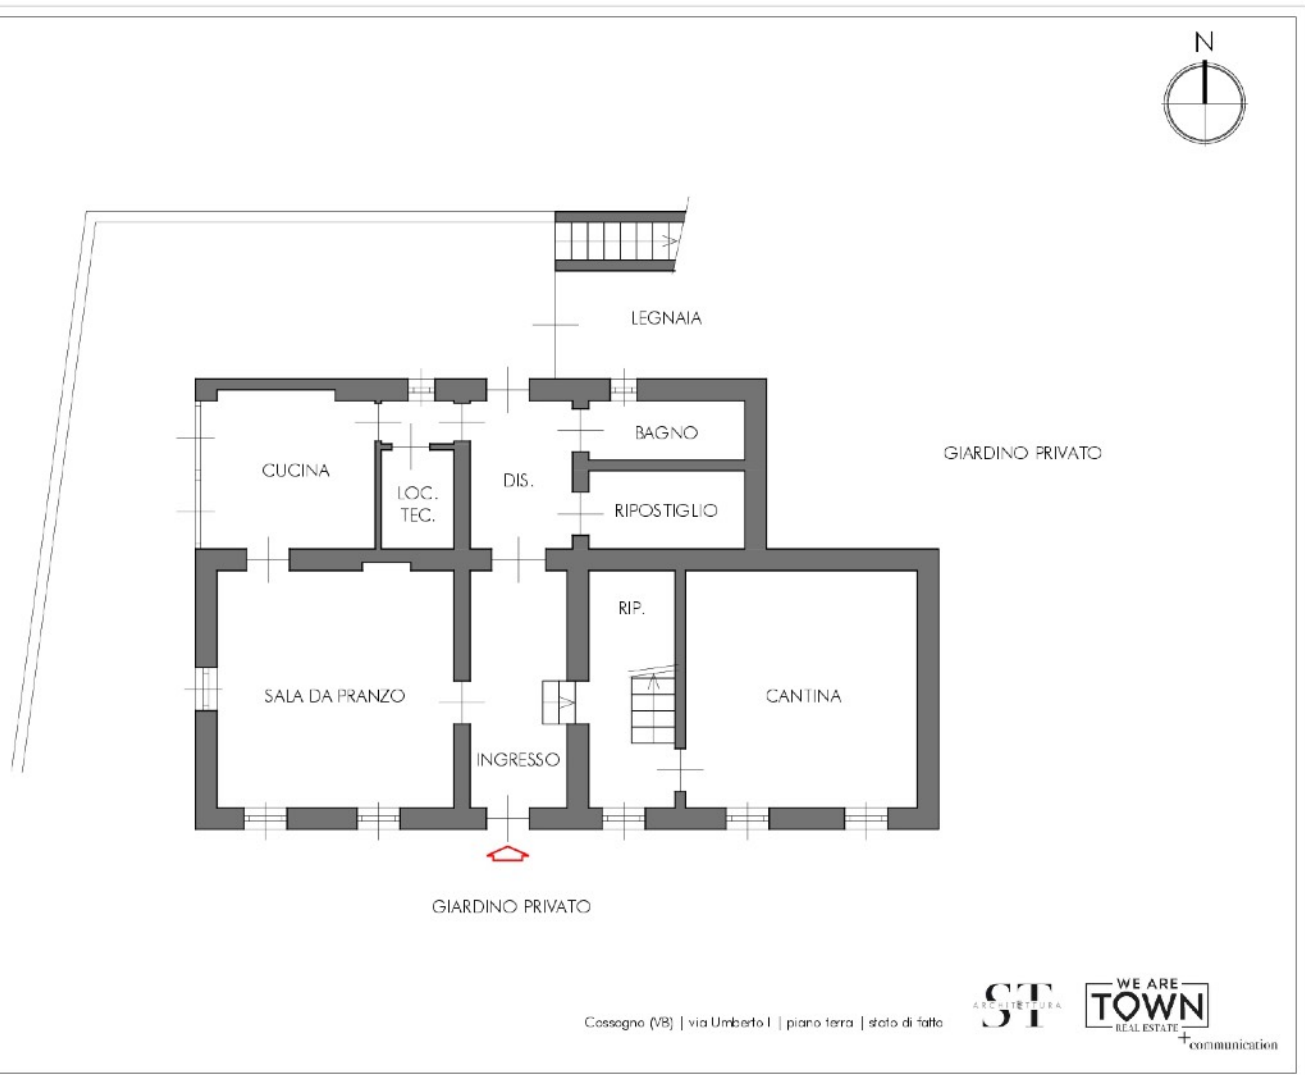 N
LEGNAIA
BAGNO
GIARDINO PRIVATO
CUCINA
DIS.
LOC.
TEC.
RIPOSTIGLIO
RIP.
SALA DA PRANZO
CANTINA
INGRESSO
GIARDINO PRIVATO
Cossogno (VB) | via Umberto I | piano terra | stato di fatto
ST
ARCHITETTURA
WE ARE
TOWN
REAL ESTATE
+communication